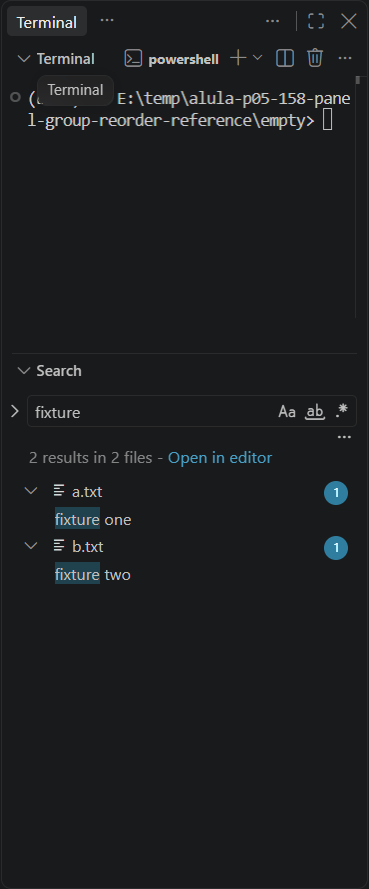 Terminal
Terminal
powershell
Terminal
E:\temp\alula-p05-158-pane
l-group-reorder-reference\empty>
Search
fixture
Aa
ab
.*
2 results in 2 files - Open in editor
a.txt
1
fixture one
b.txt
1
fixture two